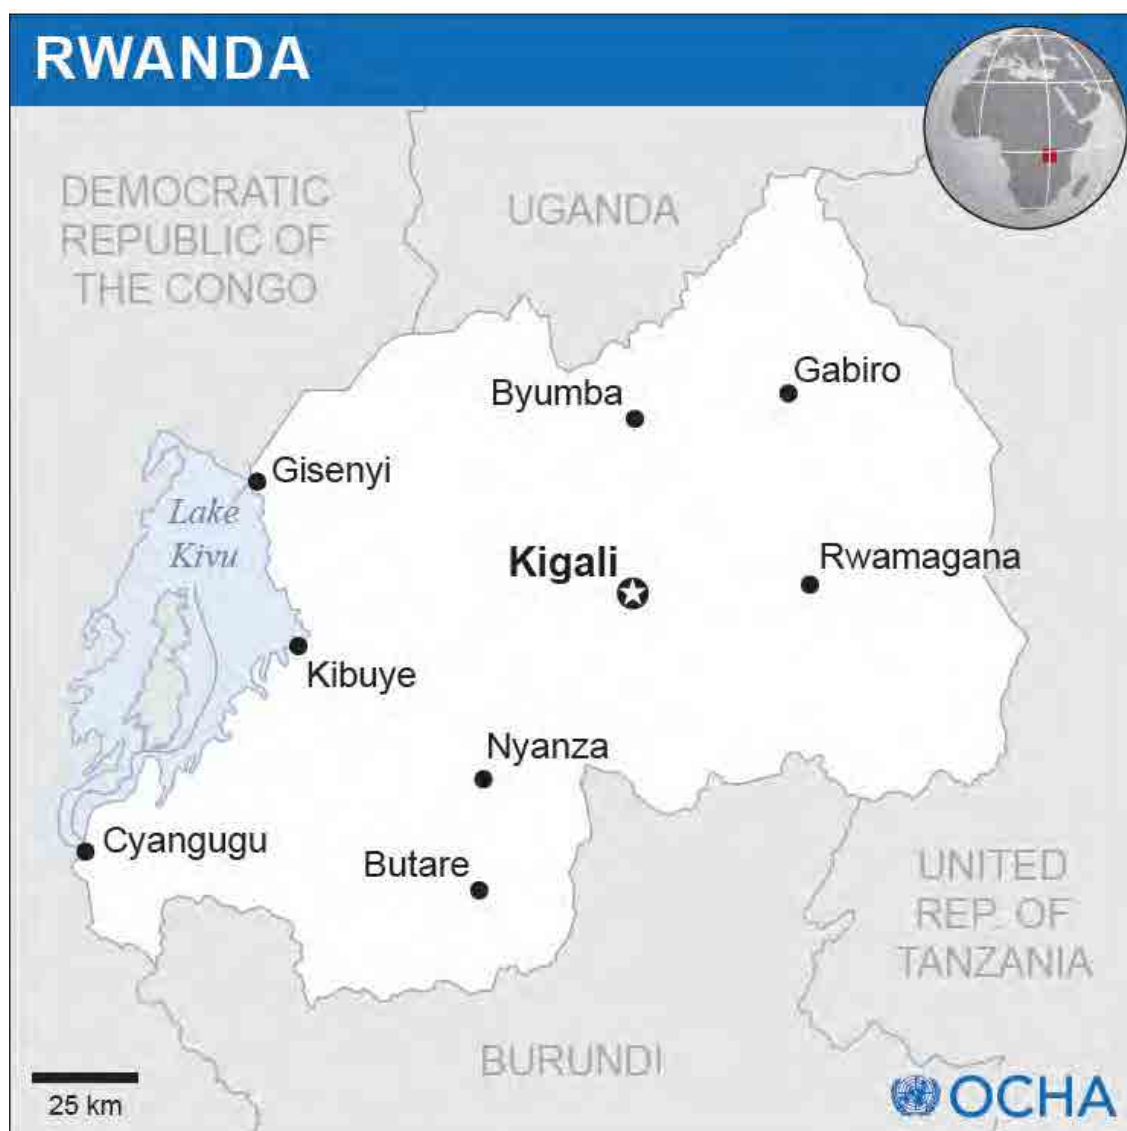 RWANDA
DEMOCRATIC
REPUBLIC OF
THE CONGO
UGANDA
Gabiro
Byumba
Gisenyi
Lake
Kivu
Kigali
Rwamagana
Kibuye
Nyanza
Cyangugu
Butare
UNITED
REP. OF
TANZANIA
BURUNDI
25 km
OCHA